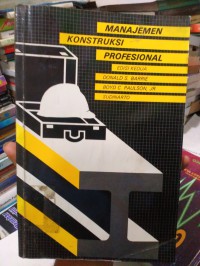 MANAJEMEN
KONSTRUKSI
PROFESIONAL
EDISI KEDUA
DONALD S. BARRIE
BOYD C. PAULSON, JR
SUDINARTO